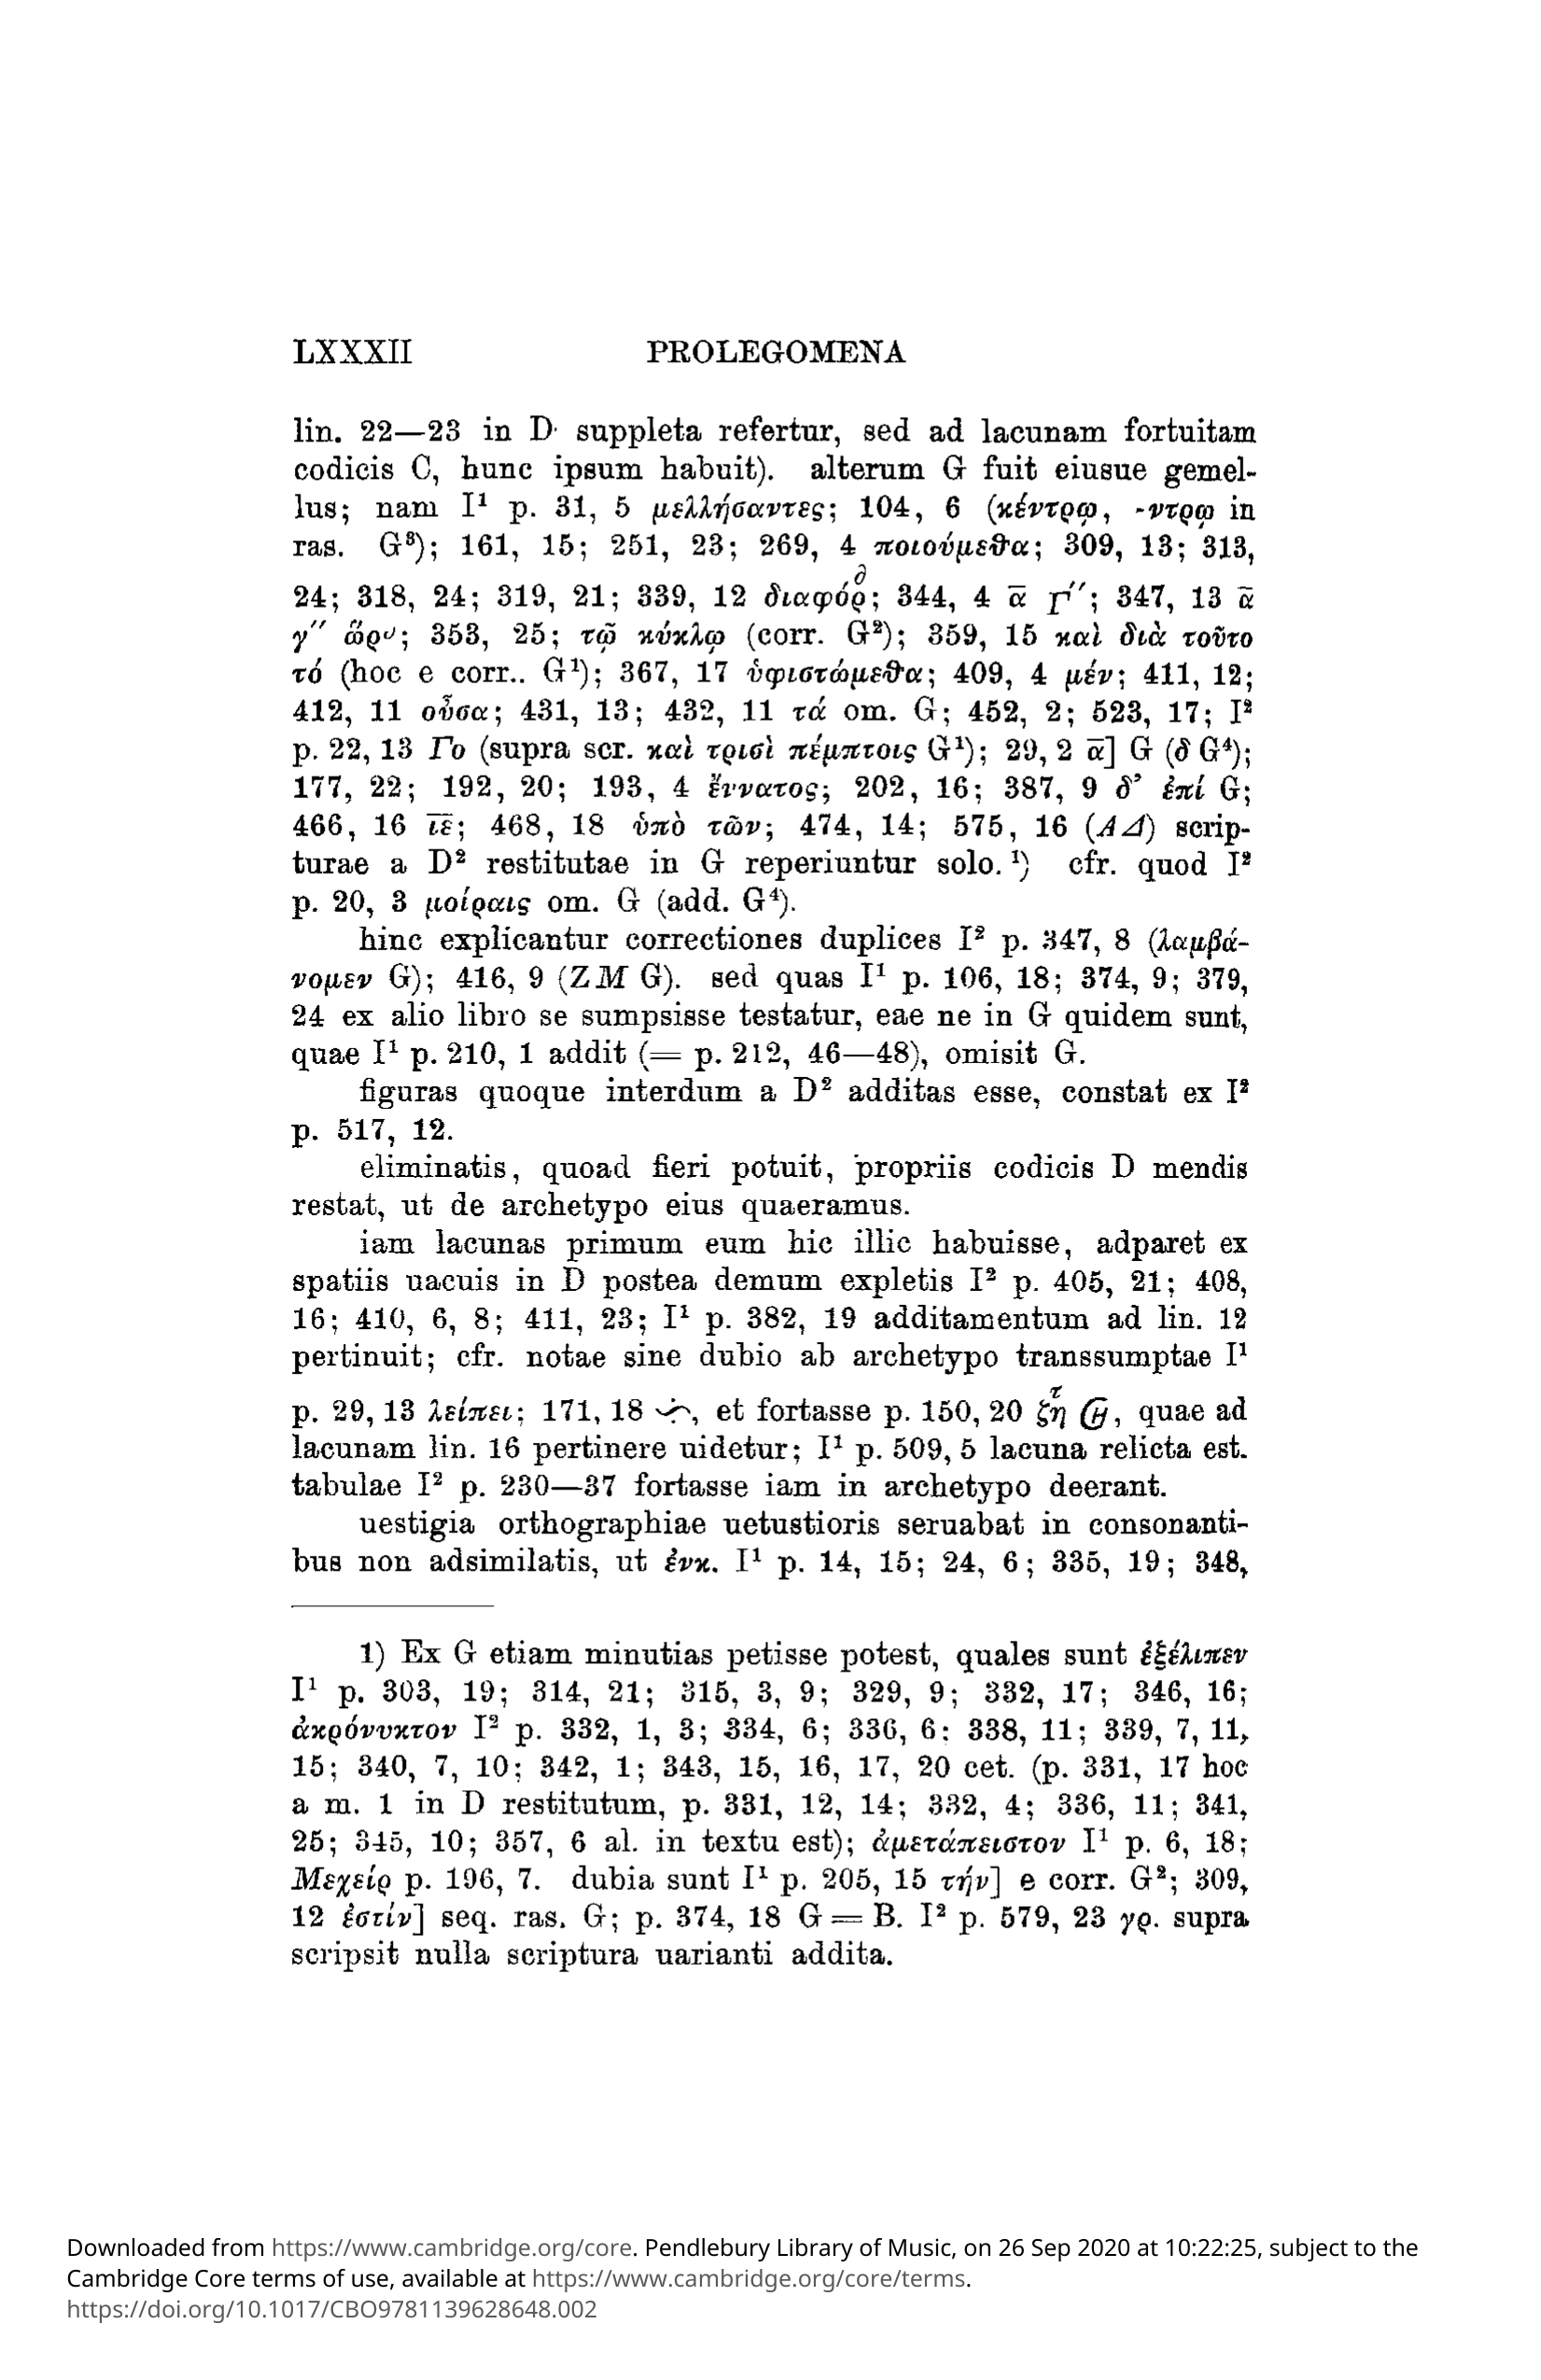 LXXXII PROLEGOMENA
lin. 22—23 in D suppleta refertur, sed ad lacunam fortuitam
codicis C, hunc ipsum habuit). alterum G fuit eiusue gemel-
lus; nam I¹ p. 31, 5 μελλήσαντες; 104, 6 (κέντρῳ, -ντρῳ in
ras. G³); 161, 15; 251, 23; 269, 4 ποιούμεθα; 309, 13; 313,
24; 318, 24; 319, 21; 339, 12 διαφόρ∂; 344, 4 ᾱ Γ′′; 347, 13 ᾱ
γ′′ ὥρ; 353, 25; τῷ κύκλῳ (corr. G²); 359, 15 καὶ διὰ τοῦτο
τό (hoc e corr.. G¹); 367, 17 ὑφιστώμεθα; 409, 4 μέν; 411, 12;
412, 11 οὖσα; 431, 13; 432, 11 τά om. G; 452, 2; 523, 17; I²
p. 22, 13 Γο (supra scr. καὶ τρισὶ πέμπτοις G¹); 29, 2 ᾱ] G (δ G⁴);
177, 22; 192, 20; 193, 4 ἔννατος; 202, 16; 387, 9 δ’ ἐπί G;
466, 16 ι̅ε̅; 468, 18 ὑπὸ τῶν; 474, 14; 575, 16 (ΑΔ) scrip-
turae a D² restitutae in G reperiuntur solo.¹) cfr. quod I²
p. 20, 3 μοίραις om. G (add. G⁴).
hinc explicantur correctiones duplices I² p. 347, 8 (λαμβά-
νομεν G); 416, 9 (ΖΜ G). sed quas I¹ p. 106, 18; 374, 9; 379,
24 ex alio libro se sumpsisse testatur, eae ne in G quidem sunt,
quae I¹ p. 210, 1 addit (= p. 212, 46—48), omisit G.
figuras quoque interdum a D² additas esse, constat ex I²
p. 517, 12.
eliminatis, quoad fieri potuit, propriis codicis D mendis
restat, ut de archetypo eius quaeramus.
iam lacunas primum eum hic illic habuisse, adparet ex
spatiis uacuis in D postea demum expletis I² p. 405, 21; 408,
16; 410, 6, 8; 411, 23; I¹ p. 382, 19 additamentum ad lin. 12
pertinuit; cfr. notae sine dubio ab archetypo transsumptae I¹
p. 29, 13 λείπει; 171, 18 , et fortasse p. 150, 20 ζητ , quae ad
lacunam lin. 16 pertinere uidetur; I¹ p. 509, 5 lacuna relicta est.
tabulae I² p. 230—37 fortasse iam in archetypo deerant.
uestigia orthographiae uetustioris seruabat in consonanti-
bus non adsimilatis, ut ἐνκ. I¹ p. 14, 15; 24, 6; 335, 19; 348,
1) Ex G etiam minutias petisse potest, quales sunt ἐξέλιπεν
I¹ p. 303, 19; 314, 21; 315, 3, 9; 329, 9; 332, 17; 346, 16;
ἀκρόνυκτον I² p. 332, 1, 3; 334, 6; 336, 6; 338, 11; 339, 7, 11,
15; 340, 7, 10; 342, 1; 343, 15, 16, 17, 20 cet. (p. 331, 17 hoc
a m. 1 in D restitutum, p. 331, 12, 14; 332, 4; 336, 11; 341,
25; 345, 10; 357, 6 al. in textu est); ἀμετάπειστον I¹ p. 6, 18;
Μεχείρ p. 196, 7. dubia sunt I¹ p. 205, 15 τήν] e corr. G²; 309,
12 ἐστίν] seq. ras. G; p. 374, 18 G = B. I² p. 579, 23 γρ. supra
scripsit nulla scriptura uarianti addita.
Downloaded from https://www.cambridge.org/core. Pendlebury Library of Music, on 26 Sep 2020 at 10:22:25, subject to the
Cambridge Core terms of use, available at https://www.cambridge.org/core/terms.
https://doi.org/10.1017/CBO9781139628648.002